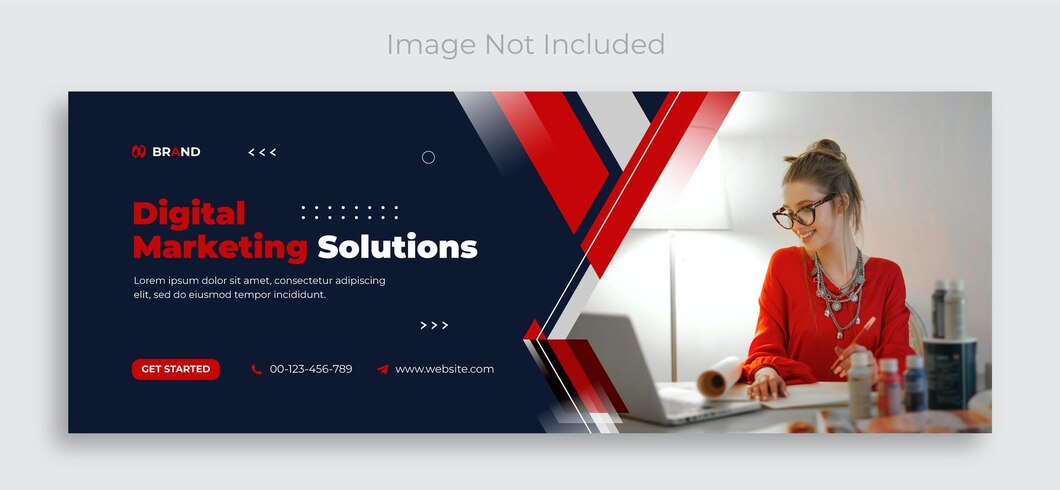 Image Not Included
BRAND
< < <
Digital
Marketing Solutions
Lorem ipsum dolor sit amet, consectetur adipiscing
elit, sed do eiusmod tempor incididunt.
> > >
GET STARTED 00-123-456-789 www.website.com